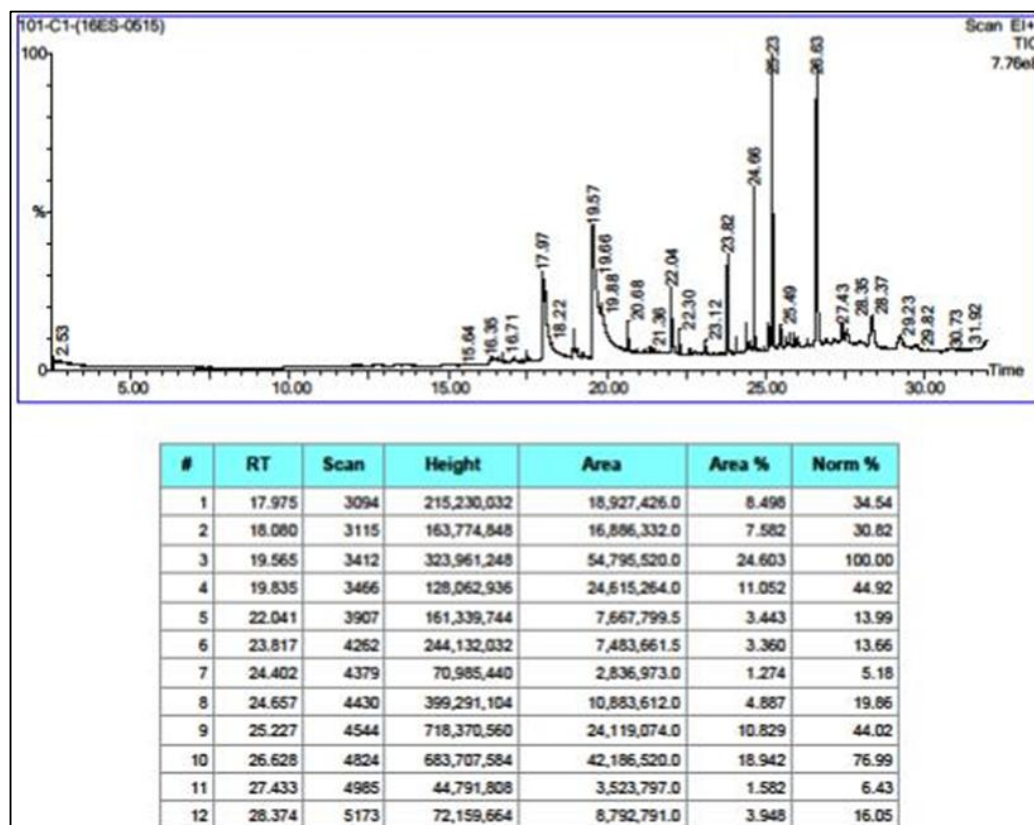 101-C1-(16ES-0515)
Scan EI+
TIC
7.76e8
100
%
0
2.53
15.64
16.35
16.71
17.97
18.22
19.57
19.66
19.88
20.68
21.36
22.04
22.30
23.12
23.82
24.66
25.23
25.49
26.63
27.43
28.35
28.37
29.23
29.82
30.73
31.92
Time
5.00 10.00 15.00 20.00 25.00 30.00
# RT Scan Height Area Area % Norm %
1 17.975 3094 215,230,032 18,927,426.0 8.498 34.54
2 18.080 3115 163,774,848 16,886,332.0 7.582 30.82
3 19.565 3412 323,961,248 54,795,520.0 24.603 100.00
4 19.835 3466 128,062,936 24,615,264.0 11.052 44.92
5 22.041 3907 161,339,744 7,667,799.5 3.443 13.99
6 23.817 4262 244,132,032 7,483,661.5 3.360 13.66
7 24.402 4379 70,985,440 2,836,973.0 1.274 5.18
8 24.657 4430 399,291,104 10,883,612.0 4.887 19.86
9 25.227 4544 718,370,560 24,119,074.0 10.829 44.02
10 26.628 4824 683,707,584 42,186,520.0 18.942 76.99
11 27.433 4985 44,791,808 3,523,797.0 1.582 6.43
12 28.374 5173 72,159,664 8,792,791.0 3.948 16.05